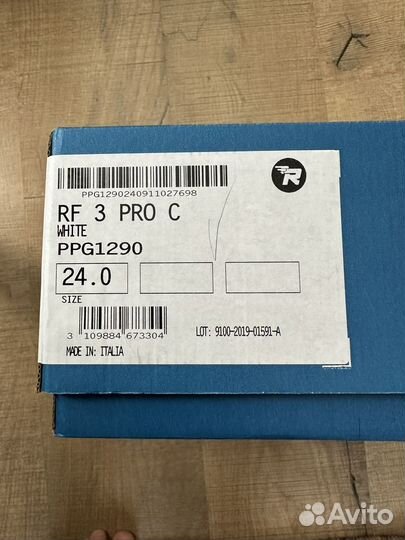 PPG1290240911027698
R
RF 3 PRO C
WHITE
PPG1290
24.0
SIZE
3 109884 673304
LOT: 9100-2019-01591-A
MADE IN: ITALIA
Avito